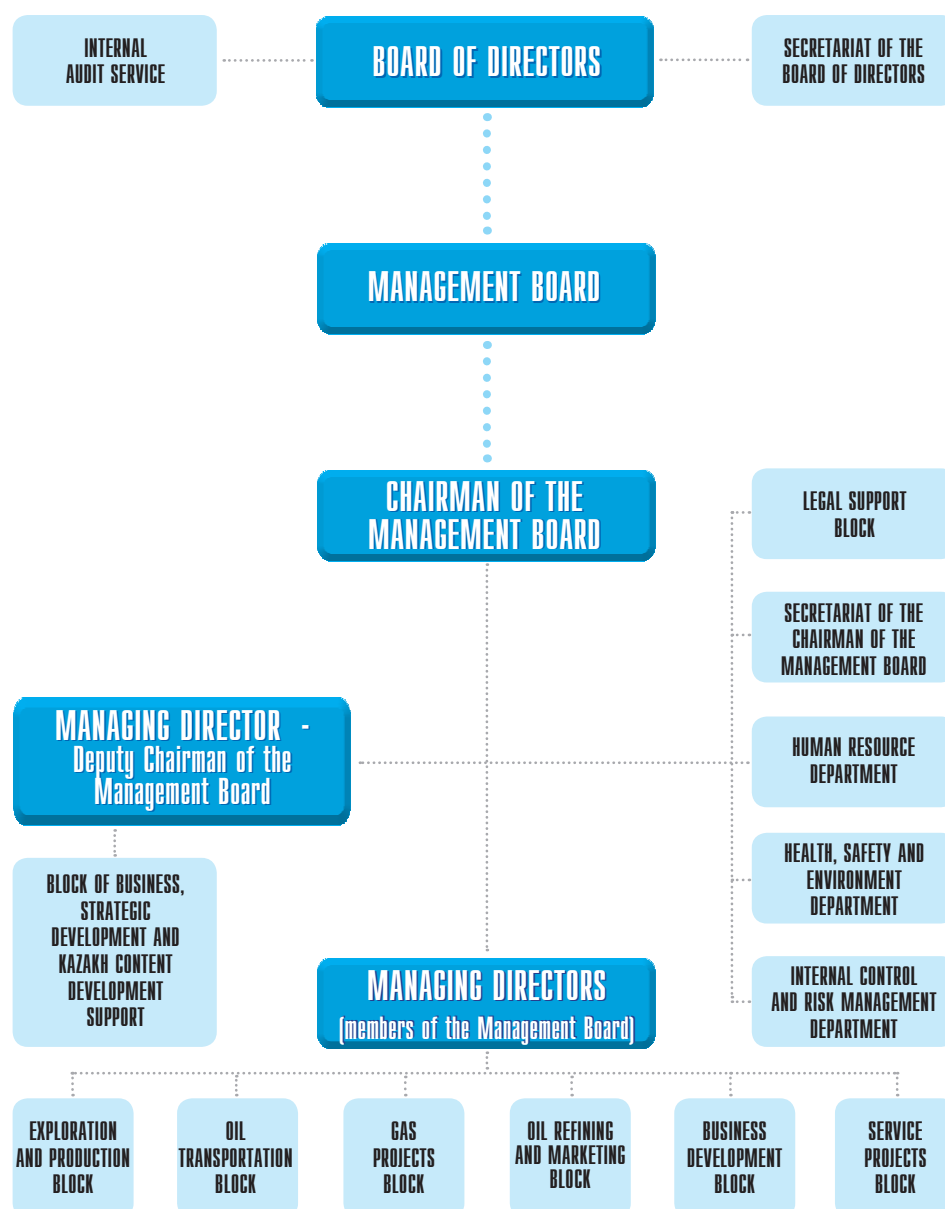 INTERNAL
AUDIT SERVICE
BOARD OF DIRECTORS
SECRETARIAT OF THE
BOARD OF DIRECTORS
MANAGEMENT BOARD
CHAIRMAN OF THE
MANAGEMENT BOARD
LEGAL SUPPORT
BLOCK
SECRETARIAT OF THE
CHAIRMAN OF THE
MANAGEMENT BOARD
MANAGING DIRECTOR -
Deputy Chairman of the
Management Board
HUMAN RESOURCE
DEPARTMENT
HEALTH, SAFETY AND
ENVIRONMENT
DEPARTMENT
BLOCK OF BUSINESS,
STRATEGIC
DEVELOPMENT AND
KAZAKH CONTENT
DEVELOPMENT
SUPPORT
MANAGING DIRECTORS
(members of the Management Board)
INTERNAL CONTROL
AND RISK MANAGEMENT
DEPARTMENT
EXPLORATION
AND PRODUCTION
BLOCK
OIL
TRANSPORTATION
BLOCK
GAS
PROJECTS
BLOCK
OIL REFINING
AND MARKETING
BLOCK
BUSINESS
DEVELOPMENT
BLOCK
SERVICE
PROJECTS
BLOCK